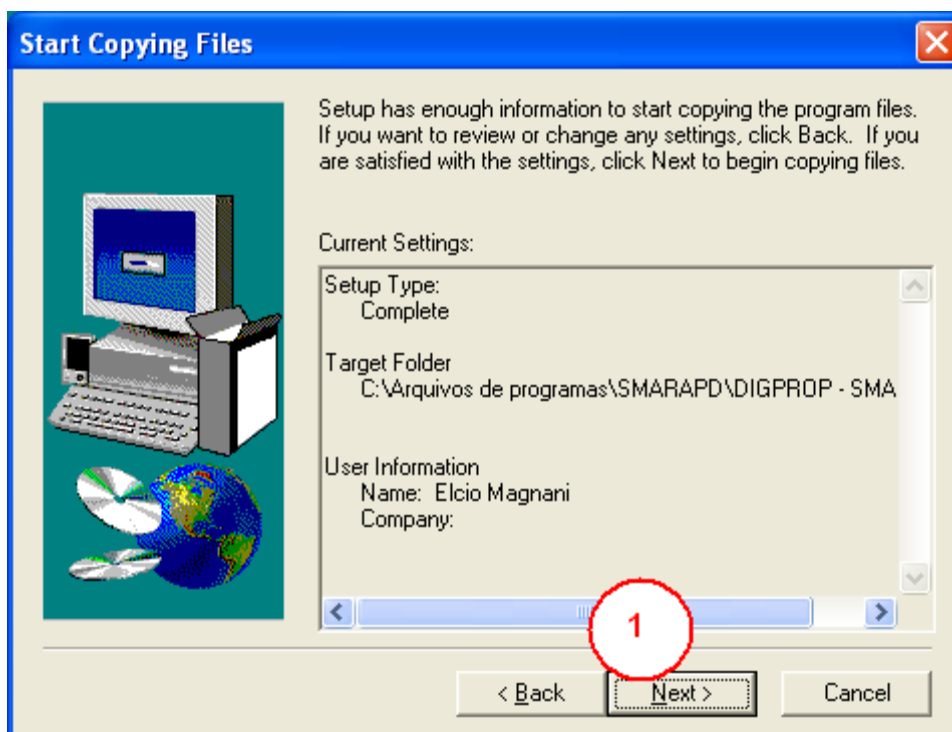 Start Copying Files
Setup has enough information to start copying the program files.
If you want to review or change any settings, click Back. If you
are satisfied with the settings, click Next to begin copying files.
Current Settings:
Setup Type:
Complete
Target Folder
C:\Arquivos de programas\SMARAPD\DIGPROP - SMA
User Information
Name: Elcio Magnani
Company:
1
< Back
Next >
Cancel